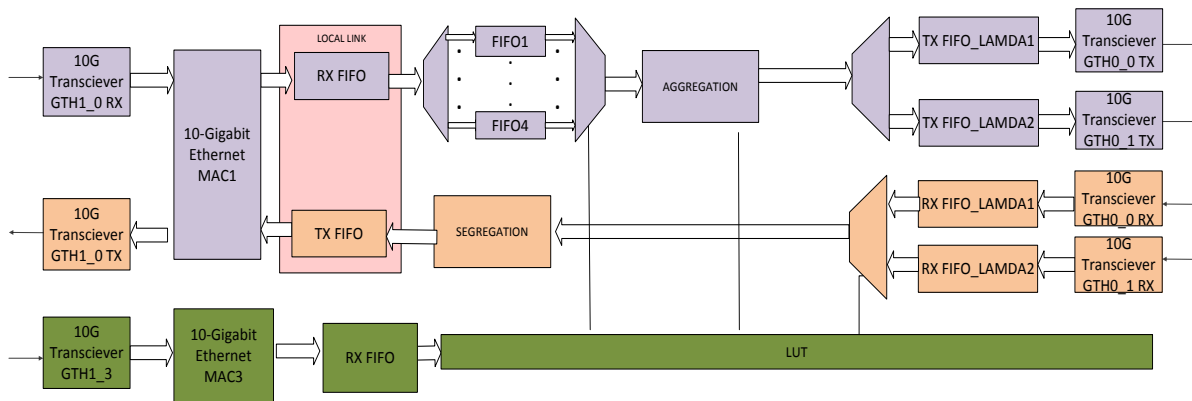 10G
Transciever
GTH1_0 RX
10-Gigabit
Ethernet
MAC1
LOCAL LINK
RX FIFO
FIFO1
FIFO4
AGGREGATION
TX FIFO_LAMDA1
10G
Transciever
GTH0_0 TX
TX FIFO_LAMDA2
10G
Transciever
GTH0_1 TX
10G
Transciever
GTH1_0 TX
TX FIFO
SEGREGATION
RX FIFO_LAMDA1
10G
Transciever
GTH0_0 RX
RX FIFO_LAMDA2
10G
Transciever
GTH0_1 RX
10G
Transciever
GTH1_3
10-Gigabit
Ethernet
MAC3
RX FIFO
LUT